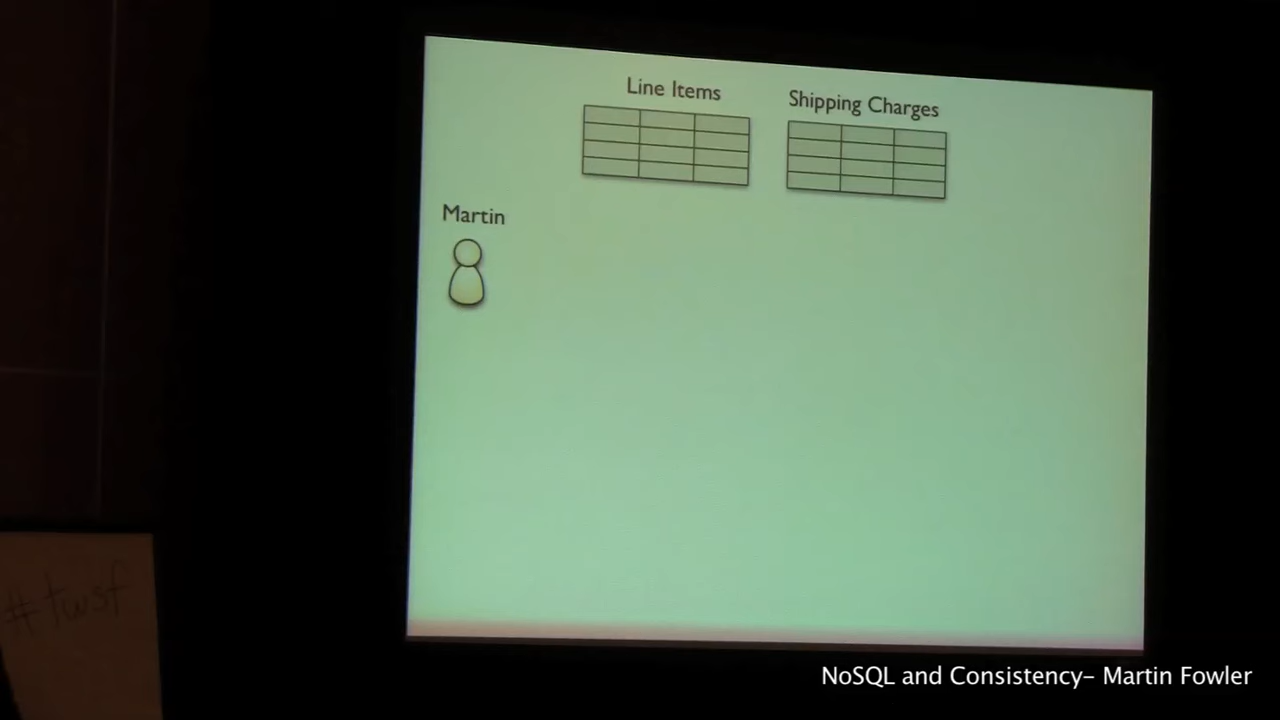 Line Items
Shipping Charges
Martin
#twsf
NoSQL and Consistency- Martin Fowler